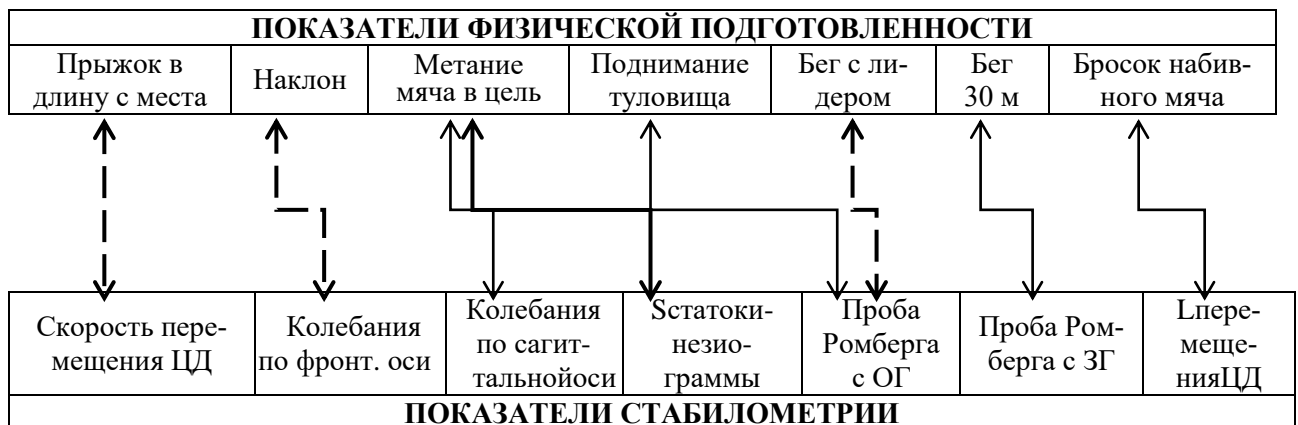 ПОКАЗАТЕЛИ ФИЗИЧЕСКОЙ ПОДГОТОВЛЕННОСТИ
Прыжок в
длину с места
Наклон
Метание
мяча в цель
Поднимание
туловища
Бег с ли-
дером
Бег
30 м
Бросок набив-
ного мяча
Скорость пере-
мещения ЦД
Колебания
по фронт. оси
Колебания
по сагит-
тальнойоси
Sстатоки-
незио-
граммы
Проба
Ромберга
с ОГ
Проба Ром-
берга с ЗГ
Lпере-
меще-
нияЦД
ПОКАЗАТЕЛИ СТАБИЛОМЕТРИИ